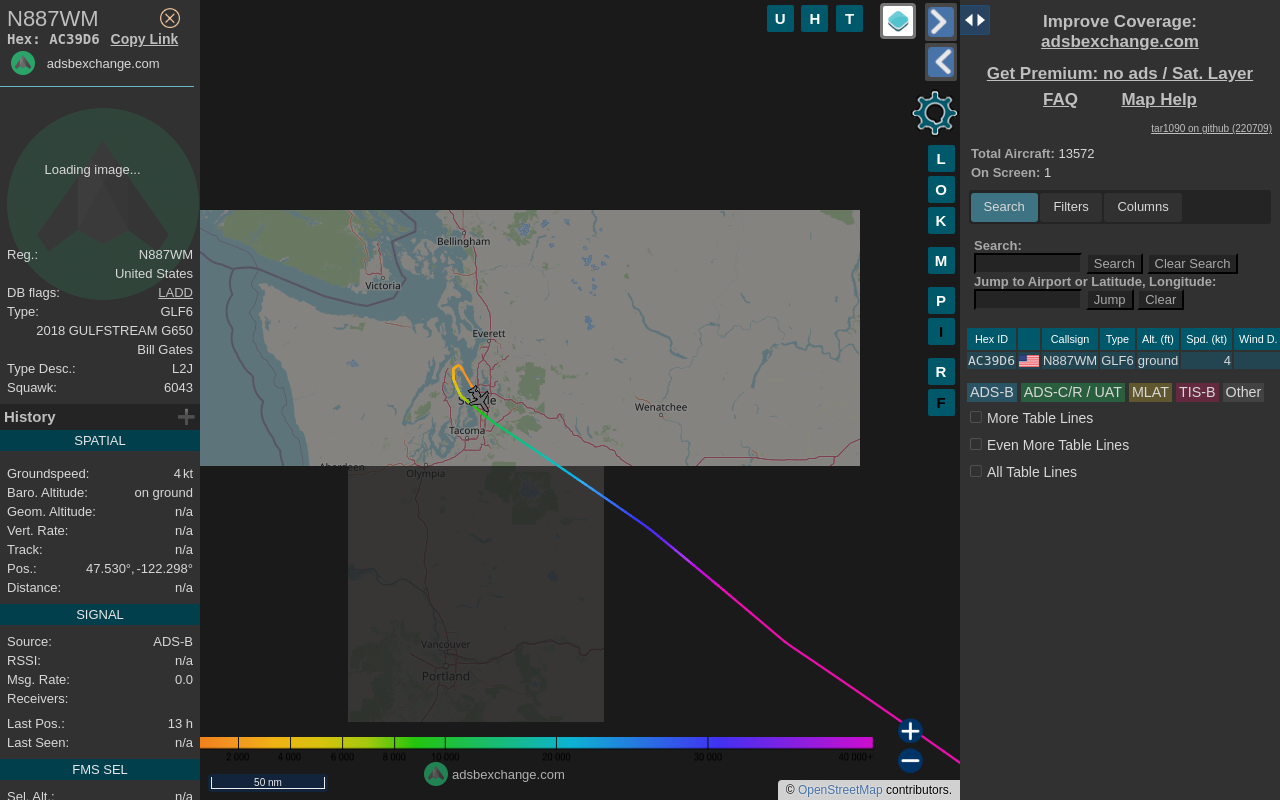 N887WM
Hex: AC39D6 Copy Link
adsbexchange.com
Loading image...
Reg.: N887WM
United States
DB flags: LADD
Type: GLF6
2018 GULFSTREAM G650
Bill Gates
Type Desc.: L2J
Squawk: 6043
History
SPATIAL
Groundspeed: 4 kt
Baro. Altitude: on ground
Geom. Altitude: n/a
Vert. Rate: n/a
Track: n/a
Pos.: 47.530°, -122.298°
Distance: n/a
SIGNAL
Source: ADS-B
RSSI: n/a
Msg. Rate: 0.0
Receivers:
Last Pos.: 13 h
Last Seen: n/a
FMS SEL
Sel. Alt.: n/a
U H T
L
O
K
M
P
I
R
F
Bellingham
Victoria
Everett
Wenatchee
Tacoma
Aberdeen
Olympia
Vancouver
Portland
2 000 4 000 6 000 8 000 10 000 20 000 30 000 40 000+
adsbexchange.com
50 nm
© OpenStreetMap contributors.
Improve Coverage:
adsbexchange.com
Get Premium: no ads / Sat. Layer
FAQ Map Help
tar1090 on github (220709)
Total Aircraft: 13572
On Screen: 1
Search Filters Columns
Search:
Search Clear Search
Jump to Airport or Latitude, Longitude:
Jump Clear
Hex ID Callsign Type Alt. (ft) Spd. (kt) Wind D.
AC39D6 N887WM GLF6 ground 4
ADS-B ADS-C/R / UAT MLAT TIS-B Other
More Table Lines
Even More Table Lines
All Table Lines